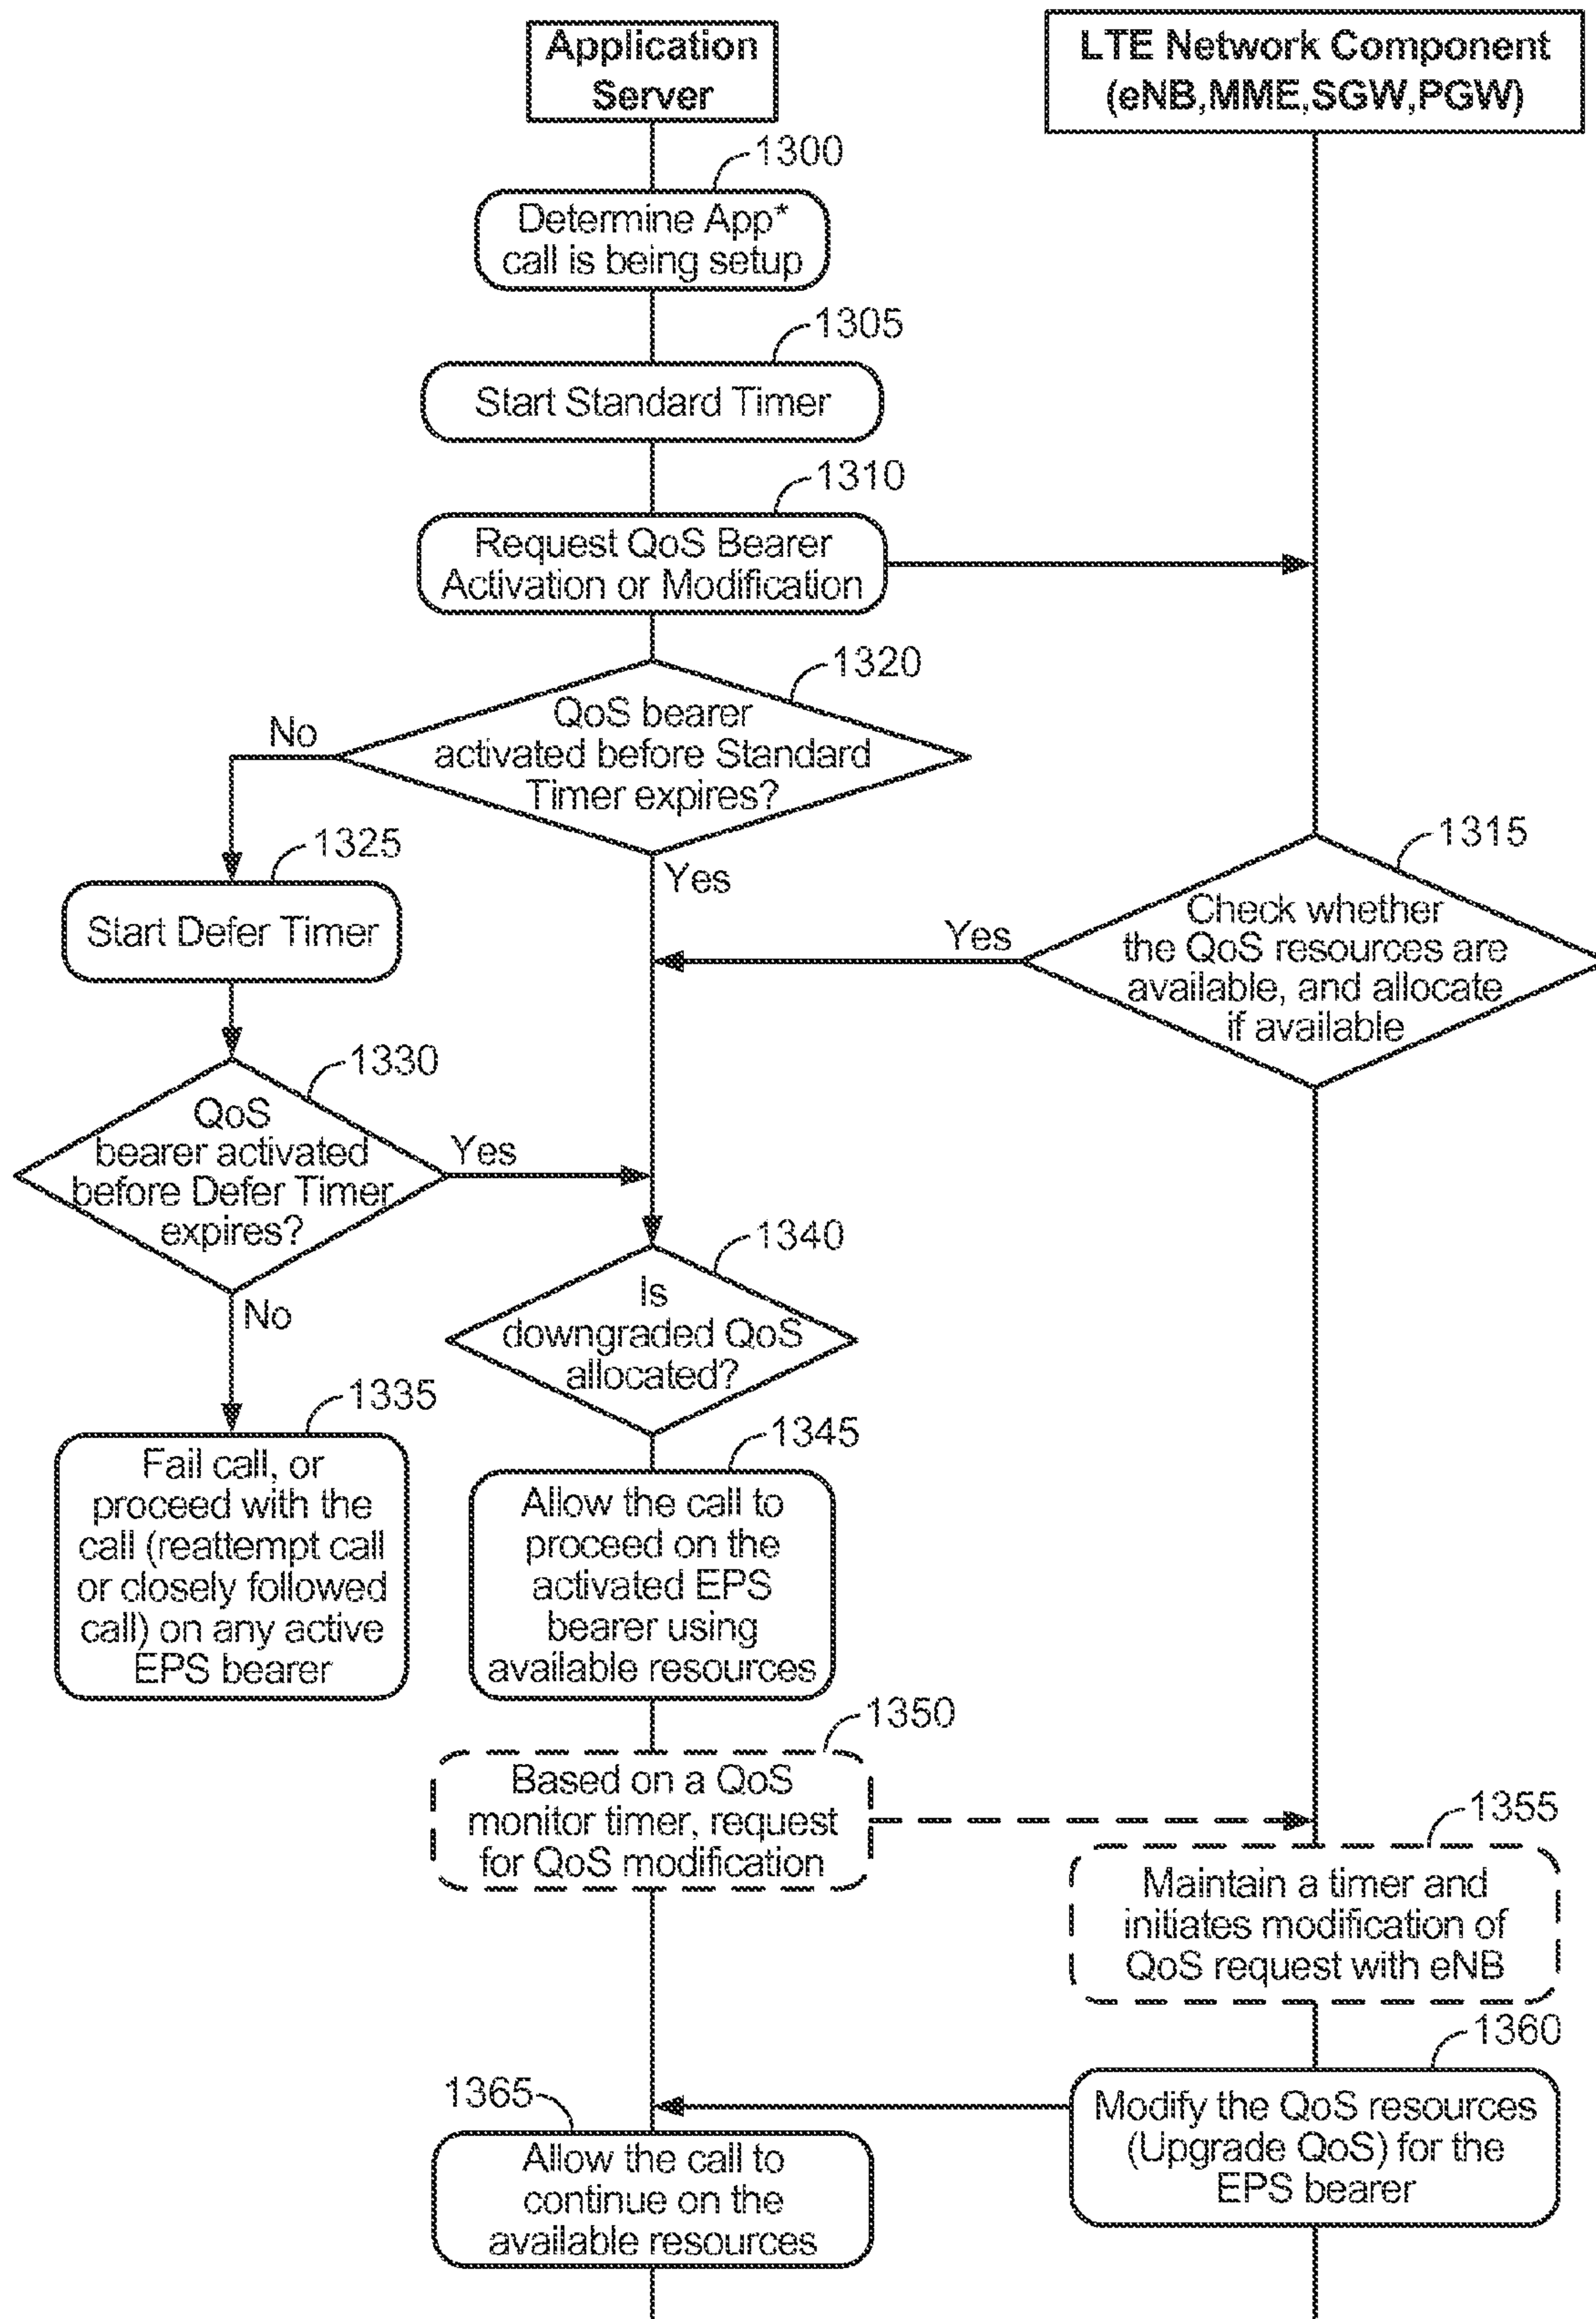 Application
Server
LTE Network Component
(eNB,MME,SGW,PGW)
1300
Determine App*
call is being setup
1305
Start Standard Timer
1310
Request QoS Bearer
Activation or Modification
1320
QoS bearer
activated before Standard
Timer expires?
No
Yes
1315
Check whether
the QoS resources are
available, and allocate
if available
Yes
1325
Start Defer Timer
1330
QoS
bearer activated
before Defer Timer
expires?
Yes
No
1340
Is
downgraded QoS
allocated?
1335
Fail call, or
proceed with the
call (reattempt call
or closely followed
call) on any active
EPS bearer
1345
Allow the call to
proceed on the
activated EPS
bearer using
available resources
1350
Based on a QoS
monitor timer, request
for QoS modification
1355
Maintain a timer and
initiates modification of
QoS request with eNB
1360
Modify the QoS resources
(Upgrade QoS) for the
EPS bearer
1365
Allow the call to
continue on the
available resources